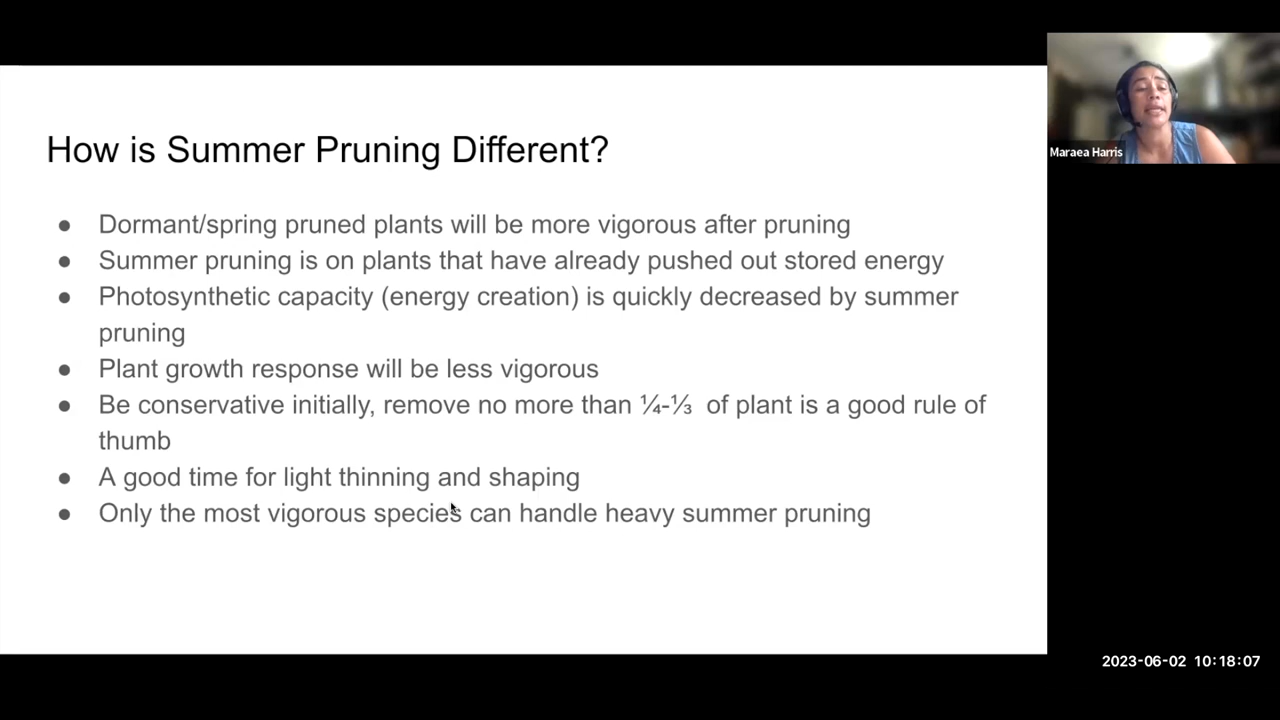 How is Summer Pruning Different?
● Dormant/spring pruned plants will be more vigorous after pruning
● Summer pruning is on plants that have already pushed out stored energy
● Photosynthetic capacity (energy creation) is quickly decreased by summer
pruning
● Plant growth response will be less vigorous
● Be conservative initially, remove no more than ¼-⅓ of plant is a good rule of
thumb
● A good time for light thinning and shaping
● Only the most vigorous species can handle heavy summer pruning
Maraea Harris
2023-06-02 10:18:07